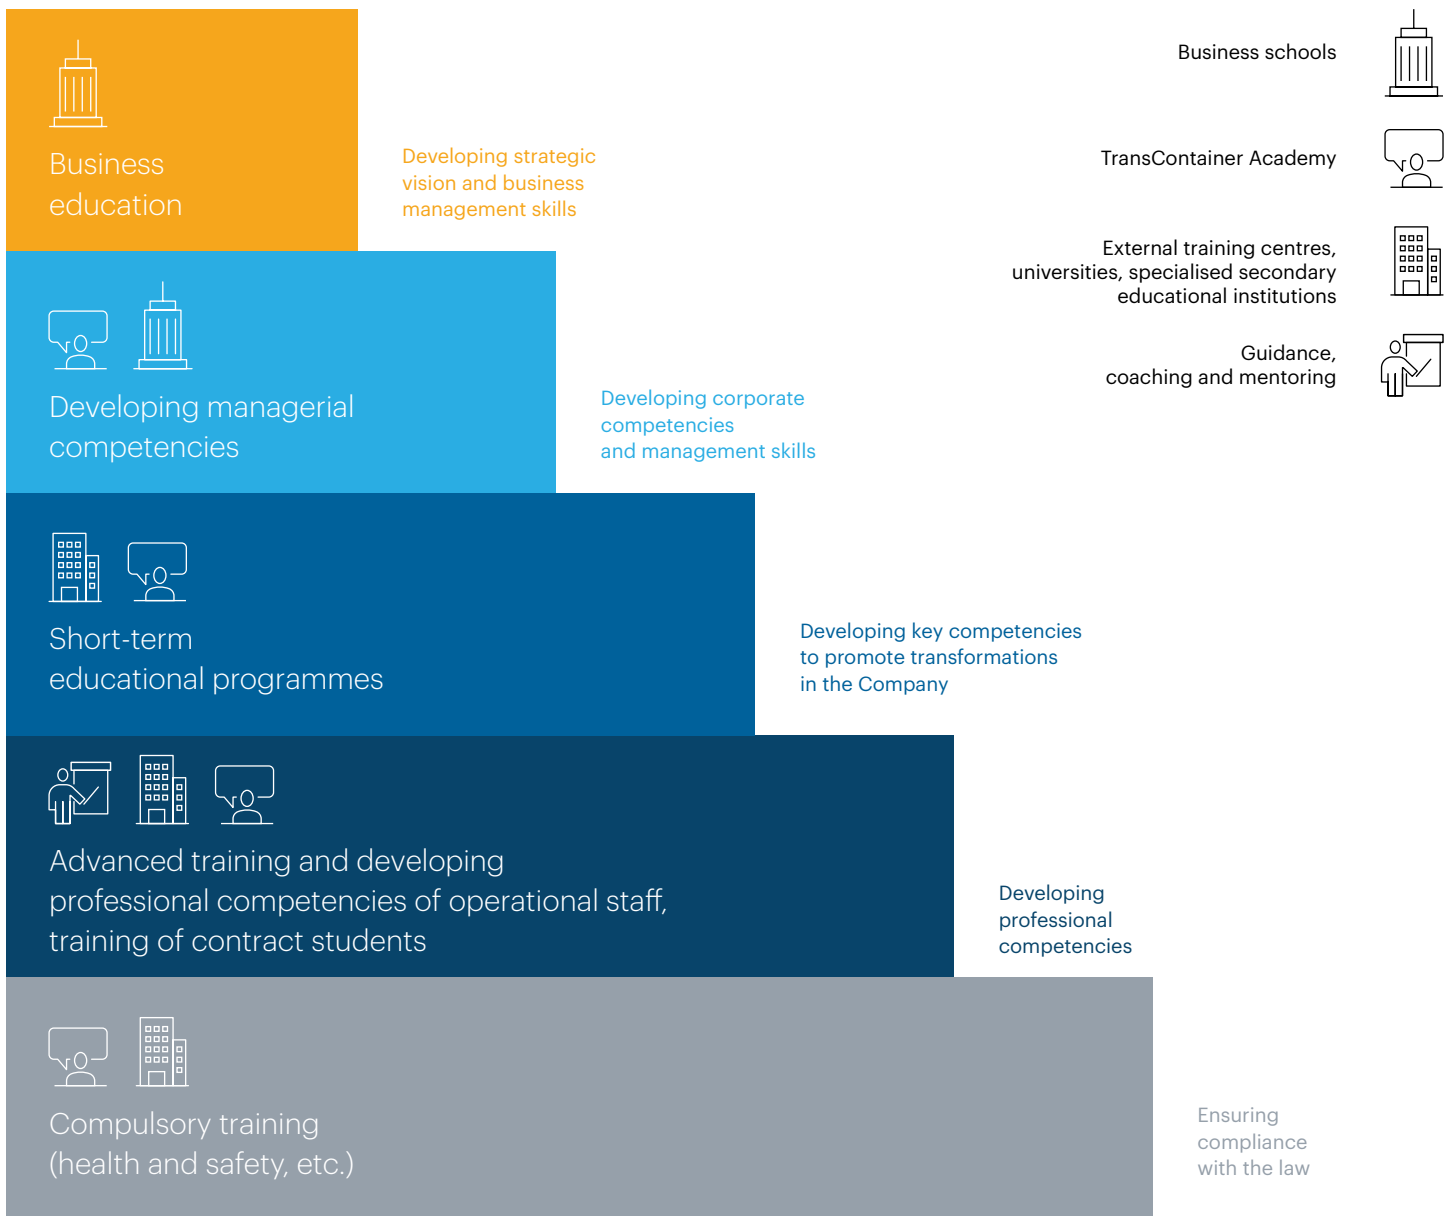 Business
education
Developing strategic
vision and business
management skills
Business schools
TransContainer Academy
External training centres,
universities, specialised secondary
educational institutions
Guidance,
coaching and mentoring
Developing managerial
competencies
Developing corporate
competencies
and management skills
Short-term
educational programmes
Developing key competencies
to promote transformations
in the Company
Advanced training and developing
professional competencies of operational staff,
training of contract students
Developing
professional
competencies
Compulsory training
(health and safety, etc.)
Ensuring
compliance
with the law